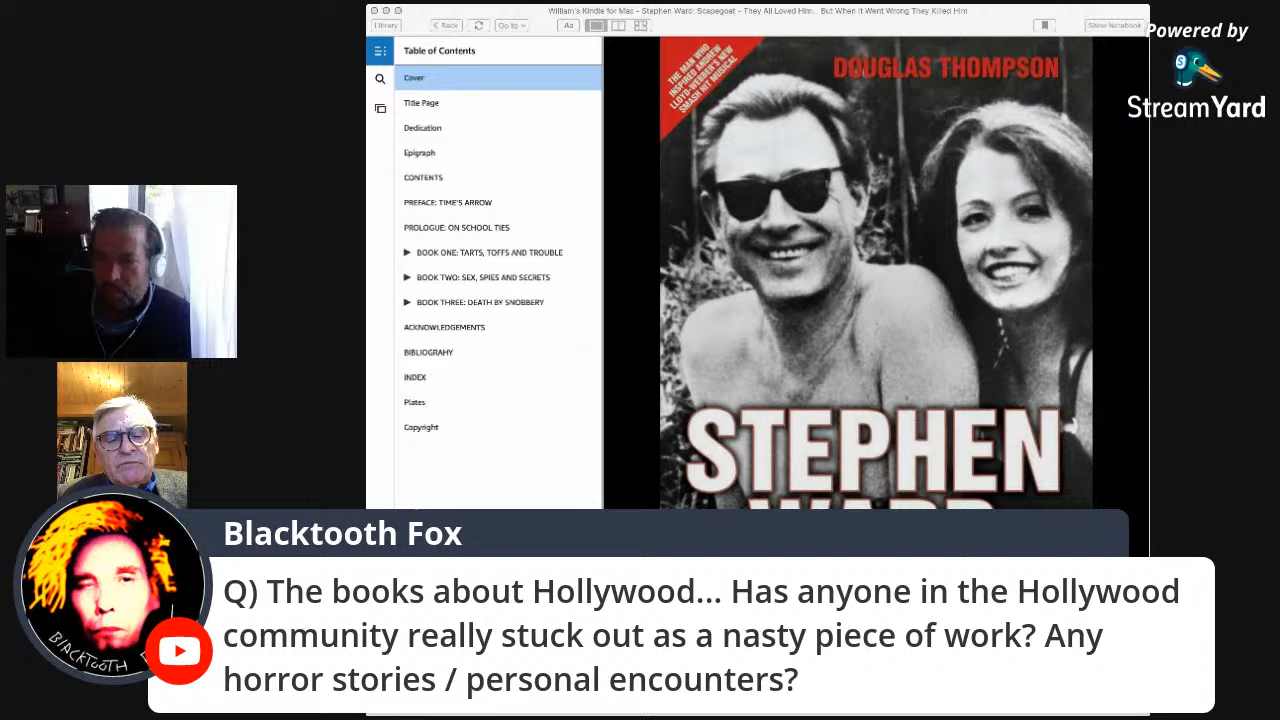 William's Kindle for Mac - Stephen Ward: Scapegoat - They All Loved Him... But When it Went Wrong They Killed Him
Library
Back
Go to
Aa
Show Notebook
Powered by
StreamYard
Table of Contents
Cover
Title Page
Dedication
Epigraph
CONTENTS
PREFACE: TIME'S ARROW
PROLOGUE: ON SCHOOL TIES
BOOK ONE: TARTS, TOFFS AND TROUBLE
BOOK TWO: SEX, SPIES AND SECRETS
BOOK THREE: DEATH BY SNOBBERY
ACKNOWLEDGEMENTS
BIBLIOGRAHY
INDEX
Plates
Copyright
THE MAN WHO
INSPIRED ANDREW
LLOYD-WEBBER'S NEW
SMASH HIT MUSICAL
DOUGLAS THOMPSON
STEPHEN
WARD
Blacktooth Fox
Q) The books about Hollywood... Has anyone in the Hollywood
community really stuck out as a nasty piece of work? Any
horror stories / personal encounters?
BLACKTOOTH